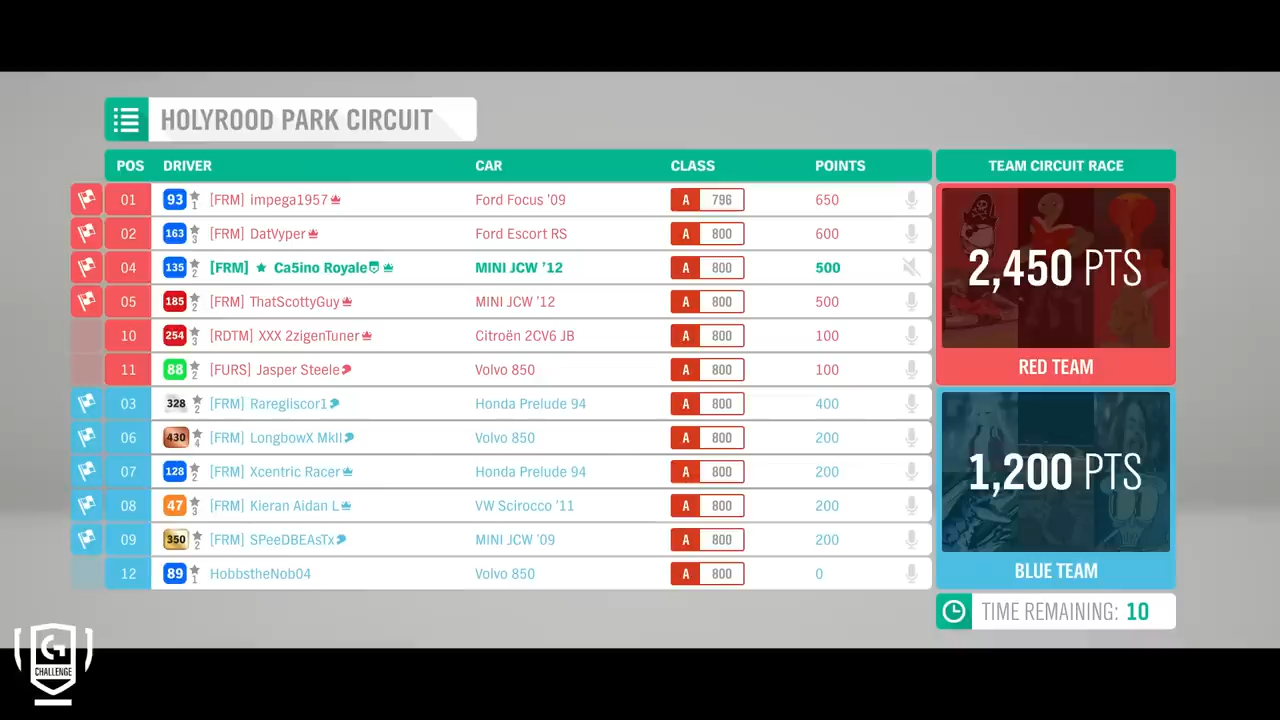 HOLYROOD PARK CIRCUIT
POS DRIVER CAR CLASS POINTS TEAM CIRCUIT RACE
01 93 1 [FRM] impega1957 Ford Focus '09 A 796 650
02 163 3 [FRM] DatVyper Ford Escort RS A 800 600
04 135 2 [FRM] ★ Ca5ino Royale MINI JCW '12 A 800 500
05 185 2 [FRM] ThatScottyGuy MINI JCW '12 A 800 500
10 254 3 [RDTM] XXX 2zigenTuner Citroën 2CV6 JB A 800 100
11 88 2 [FURS] Jasper Steele Volvo 850 A 800 100
2,450 PTS
RED TEAM
03 328 2 [FRM] Raregliscor1 Honda Prelude 94 A 800 400
06 430 4 [FRM] LongbowX MkII Volvo 850 A 800 200
07 128 2 [FRM] Xcentric Racer Honda Prelude 94 A 800 200
08 47 3 [FRM] Kieran Aidan L VW Scirocco '11 A 800 200
09 350 2 [FRM] SPeeDBEAsTx MINI JCW '09 A 800 200
12 89 1 HobbstheNob04 Volvo 850 A 800 0
1,200 PTS
BLUE TEAM
TIME REMAINING: 10
G
CHALLENGE